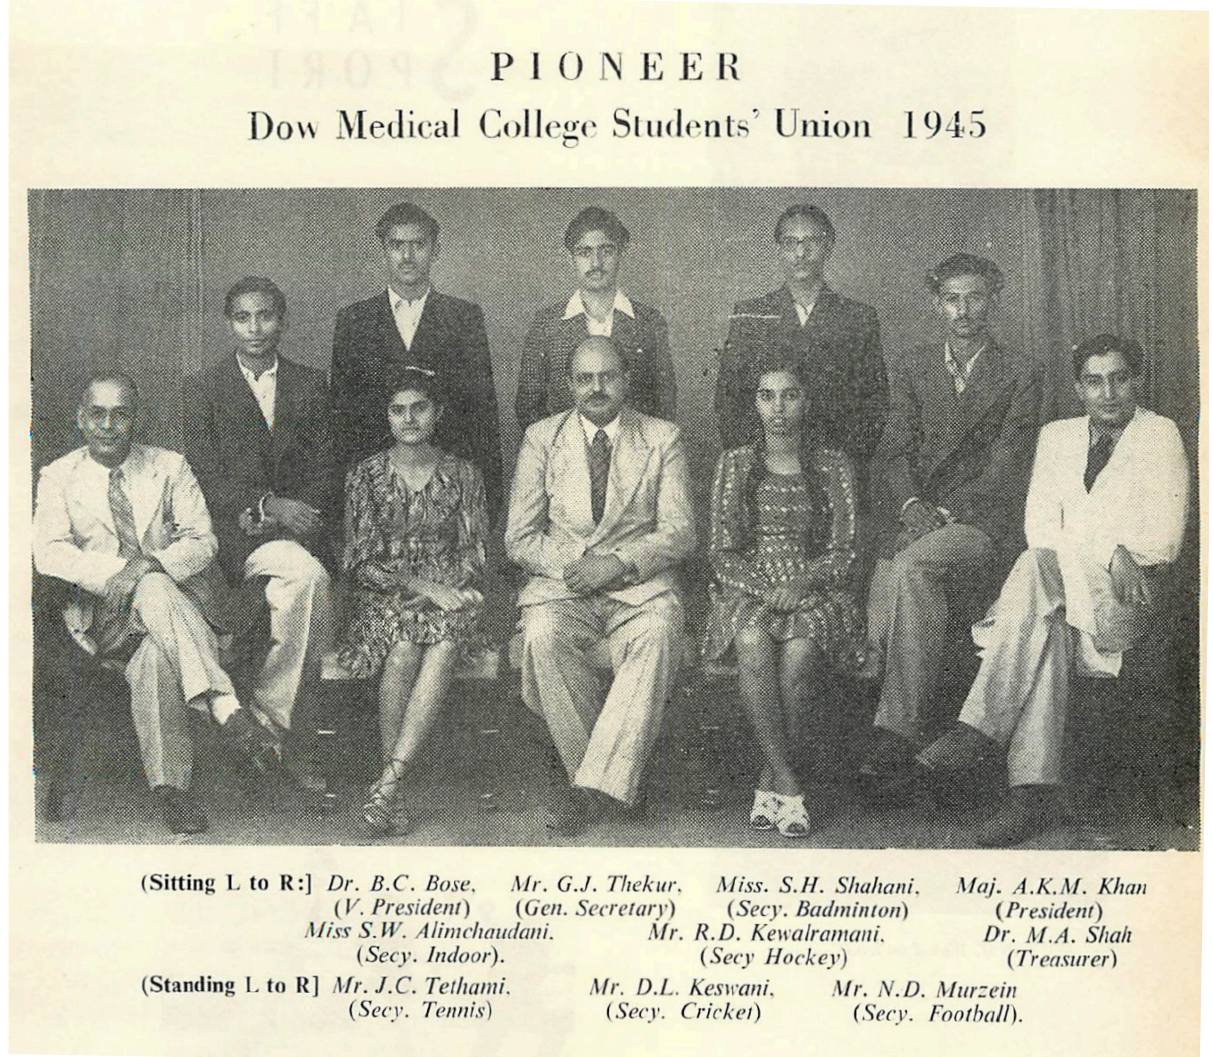 PIONEER
Dow Medical College Students' Union 1945
(Sitting L to R:] Dr. B.C. Bose, Mr. G.J. Thekur, Miss. S.H. Shahani, Maj. A.K.M. Khan
(V. President) (Gen. Secretary) (Secy. Badminton) (President)
Miss S.W. Alimchaudani. Mr. R.D. Kewalramani, Dr. M.A. Shah
(Secy. Indoor). (Secy Hockey) (Treasurer)
(Standing L to R] Mr. J.C. Tethami. Mr. D.L. Keswani, Mr. N.D. Murzein
(Secy. Tennis) (Secy. Cricket) (Secy. Football).